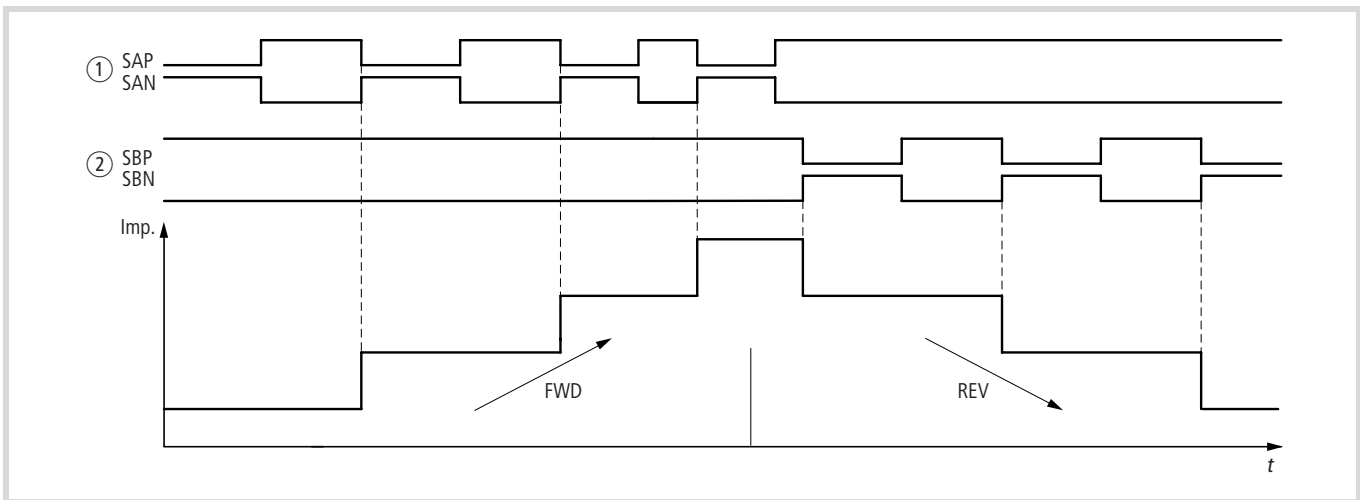 ① SAP
SAN
② SBP
SBN
Imp.
FWD
REV
t